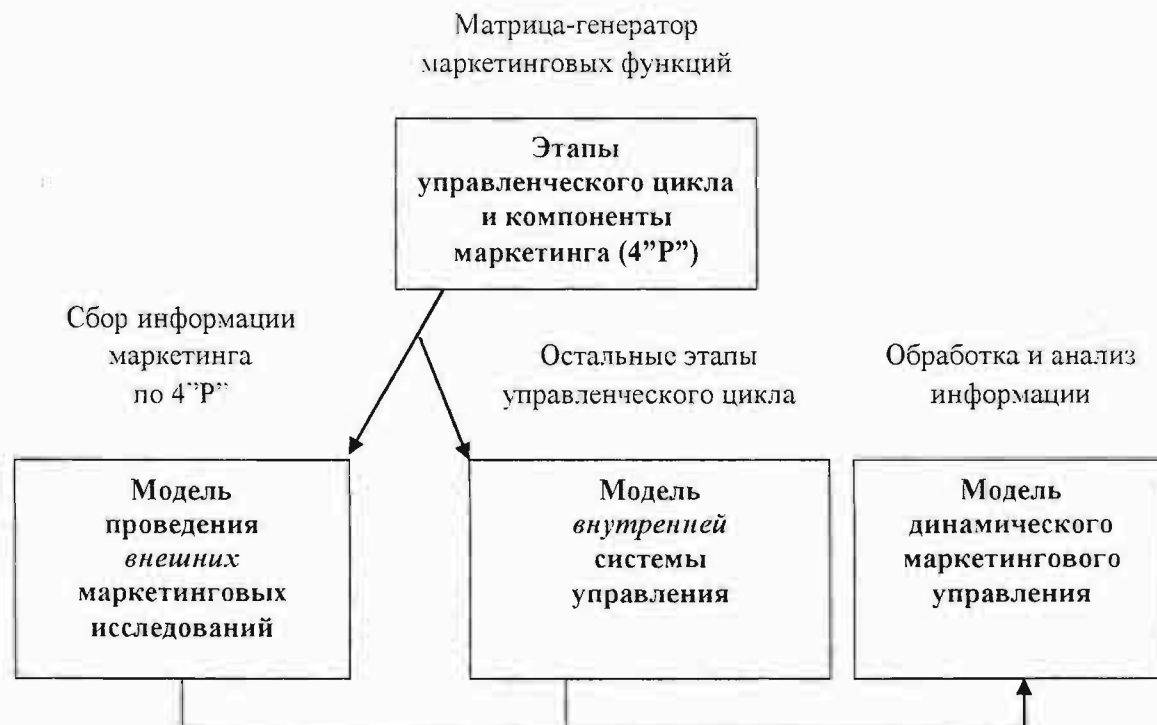 Матрица-генератор
маркетинговых функций
Этапы
управленческого цикла
и компоненты
маркетинга (4”Р”)
Сбор информации
маркетинга
по 4”Р”
Остальные этапы
управленческого цикла
Обработка и анализ
информации
Модель
проведения
внешних
маркетинговых
исследований
Модель
внутренней
системы
управления
Модель
динамического
маркетингового
управления